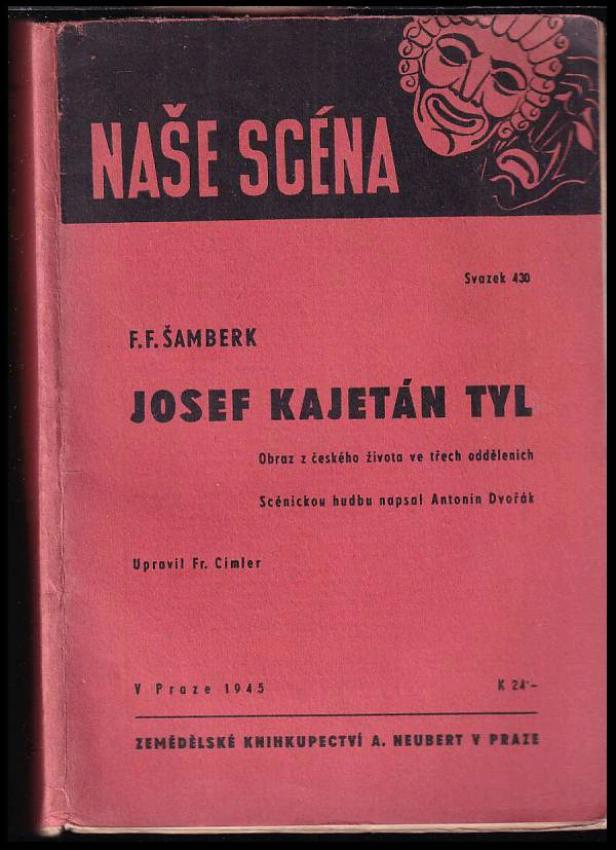 NAŠE SCÉNA
Svazek 430
F. F. ŠAMBERK
JOSEF KAJETÁN TYL
Obraz z českého života ve třech odděleních
Scénickou hudbu napsal Antonín Dvořák
Upravil Fr. Cimler
V Praze 1945
K 24·–
ZEMĚDĚLSKÉ KNIHKUPECTVÍ A. NEUBERT V PRAZE